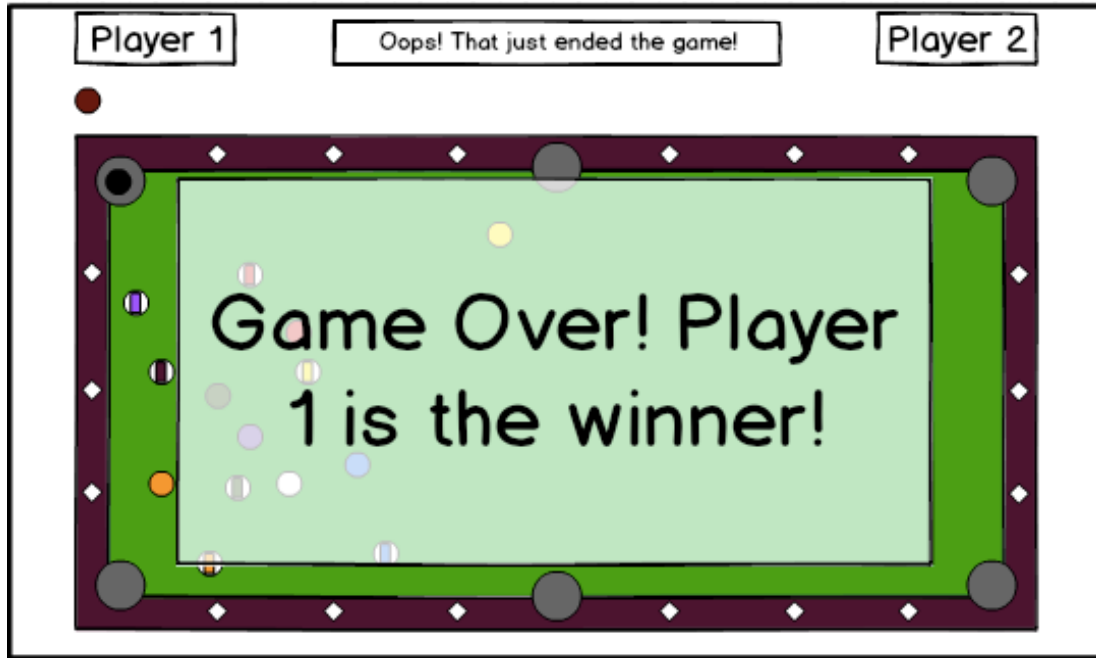 Player 1
Oops! That just ended the game!
Player 2
Game Over! Player
1 is the winner!